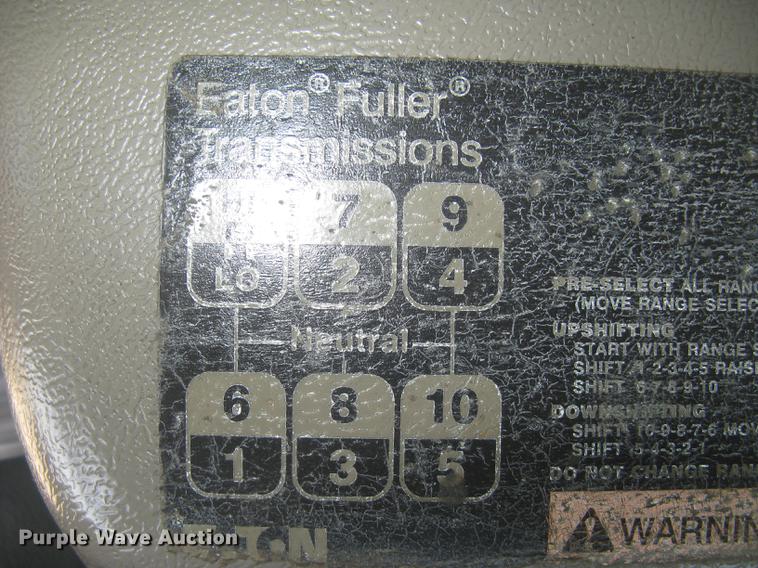 Eaton® Fuller®
Transmissions
7 9
LO 2 4
Neutral
6 8 10
1 3 5
PRE-SELECT ALL RANG
(MOVE RANGE SELEC
UPSHIFTING
START WITH RANGE S
SHIFT 1-2-3-4-5 RAISE
SHIFT 6-7-8-9-10
DOWNSHIFTING
SHIFT 10-9-8-7-6 MOV
SHIFT 5-4-3-2-1
DO NOT CHANGE RAN
WARNIN
EATON
Purple Wave Auction